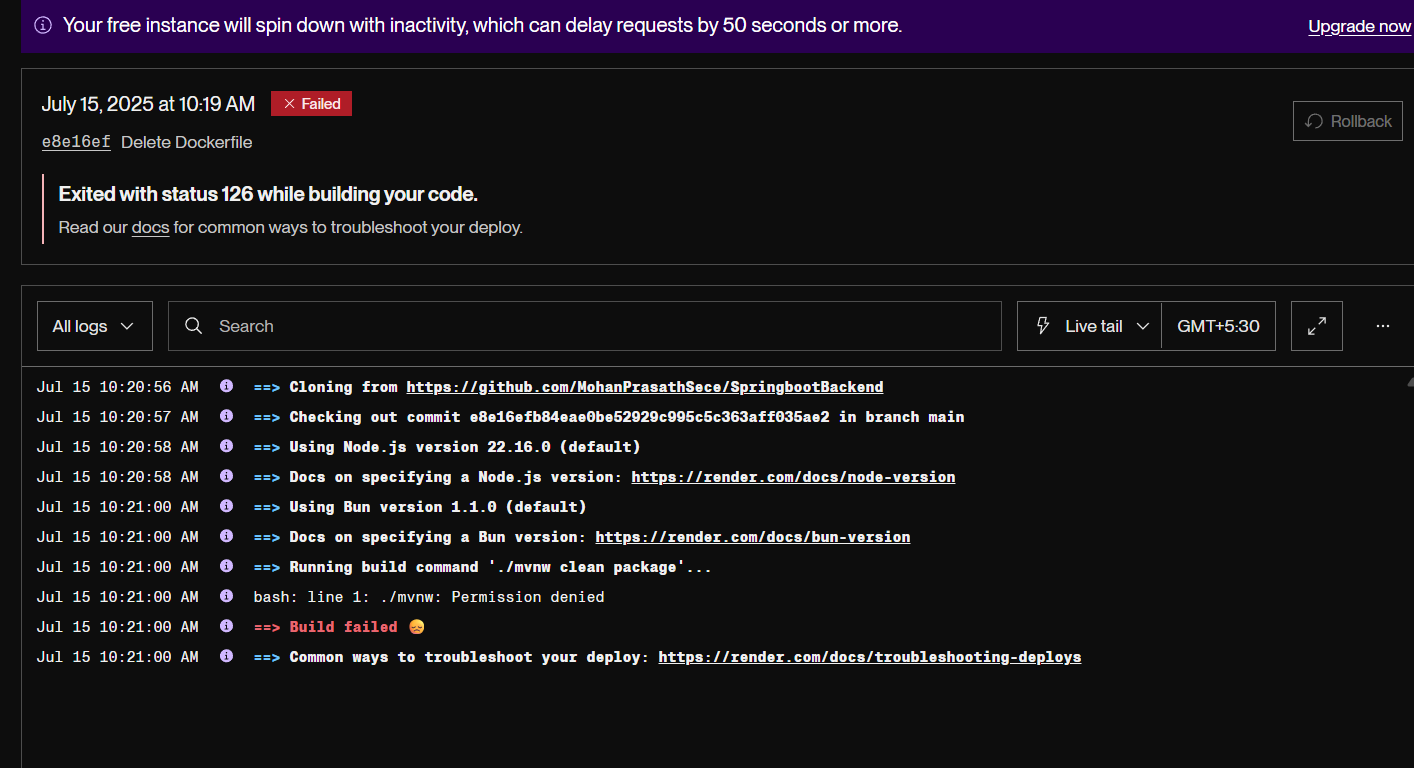 Your free instance will spin down with inactivity, which can delay requests by 50 seconds or more.
Upgrade now
July 15, 2025 at 10:19 AM
Failed
Rollback
e8e16ef Delete Dockerfile
Exited with status 126 while building your code.
Read our docs for common ways to troubleshoot your deploy.
All logs
Search
Live tail
GMT+5:30
Jul 15 10:20:56 AM ==> Cloning from https://github.com/MohanPrasathSece/SpringbootBackend
Jul 15 10:20:57 AM ==> Checking out commit e8e16efb84eae0be52929c995c5c363aff035ae2 in branch main
Jul 15 10:20:58 AM ==> Using Node.js version 22.16.0 (default)
Jul 15 10:20:58 AM ==> Docs on specifying a Node.js version: https://render.com/docs/node-version
Jul 15 10:21:00 AM ==> Using Bun version 1.1.0 (default)
Jul 15 10:21:00 AM ==> Docs on specifying a Bun version: https://render.com/docs/bun-version
Jul 15 10:21:00 AM ==> Running build command './mvnw clean package'...
Jul 15 10:21:00 AM bash: line 1: ./mvnw: Permission denied
Jul 15 10:21:00 AM ==> Build failed 😞
Jul 15 10:21:00 AM ==> Common ways to troubleshoot your deploy: https://render.com/docs/troubleshooting-deploys